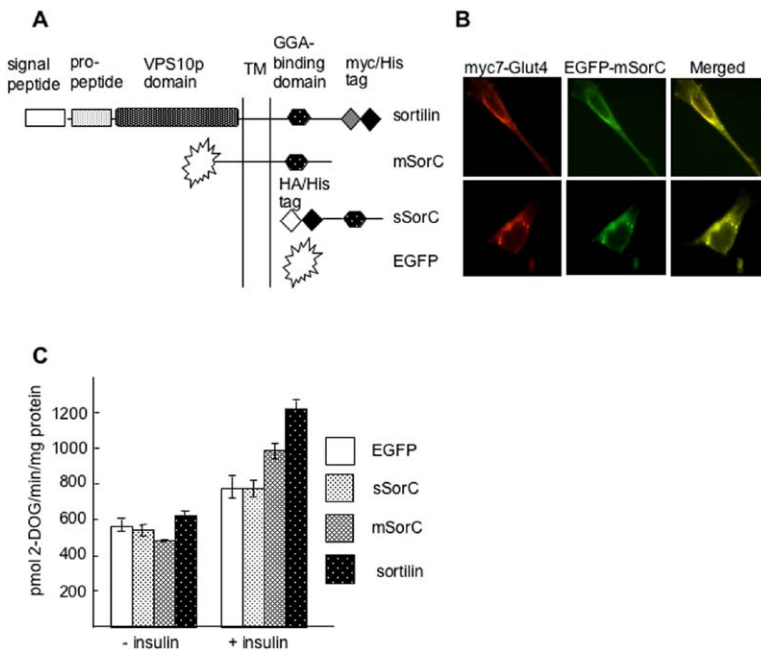 A
signal
peptide
pro-
peptide
VPS10p
domain
TM
GGA-
binding
domain
myc/His
tag
sortilin
mSorC
HA/His
tag
sSorC
EGFP
B
myc7-Glut4 EGFP-mSorC Merged
C
pmol 2-DOG/min/mg protein
1200
1000
800
600
400
200
- insulin + insulin
EGFP
sSorC
mSorC
sortilin